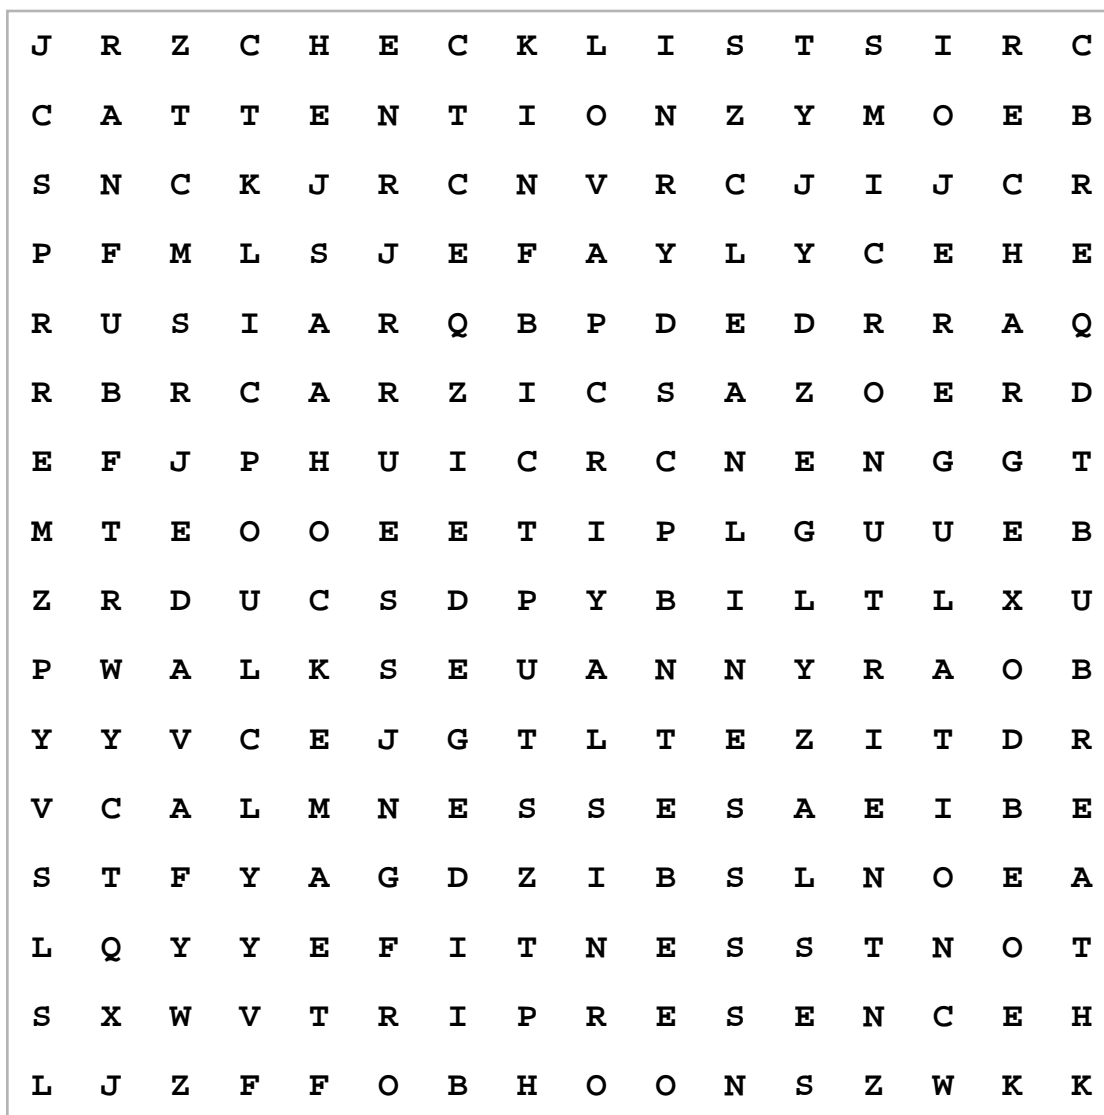 J R Z C H E C K L I S T S I R C
C A T T E N T I O N Z Y M O E B
S N C K J R C N V R C J I J C R
P F M L S J E F A Y L Y C E H E
R U S I A R Q B P D E D R R A Q
R B R C A R Z I C S A Z O E R D
E F J P H U I C R C N E N G G T
M T E O O E E T I P L G U U E B
Z R D U C S D P Y B I L T L X U
P W A L K S E U A N N Y R A O B
Y Y V C E J G T L T E Z I T D R
V C A L M N E S S E S A E I B E
S T F Y A G D Z I B S L N O E A
L Q Y Y E F I T N E S S T N O T
S X W V T R I P R E S E N C E H
L J Z F F O B H O O N S Z W K K